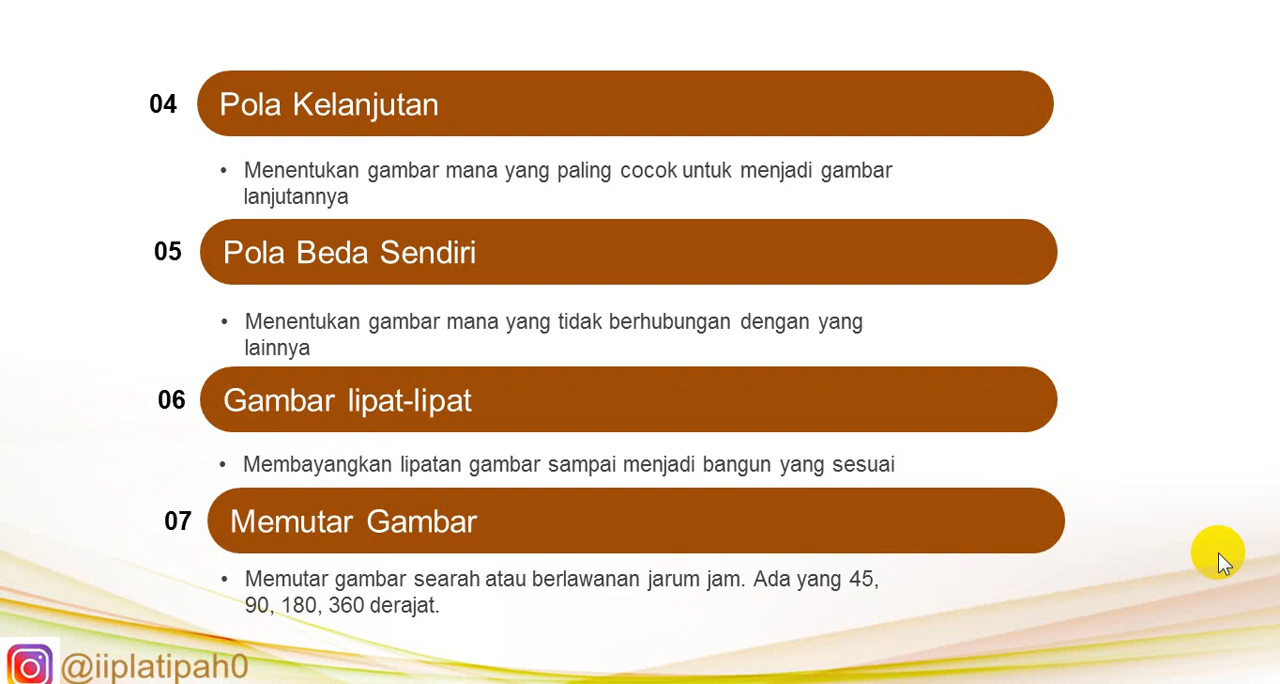 04 Pola Kelanjutan
• Menentukan gambar mana yang paling cocok untuk menjadi gambar
lanjutannya
05 Pola Beda Sendiri
• Menentukan gambar mana yang tidak berhubungan dengan yang
lainnya
06 Gambar lipat-lipat
• Membayangkan lipatan gambar sampai menjadi bangun yang sesuai
07 Memutar Gambar
• Memutar gambar searah atau berlawanan jarum jam. Ada yang 45,
90, 180, 360 derajat.
@iiplatipah0